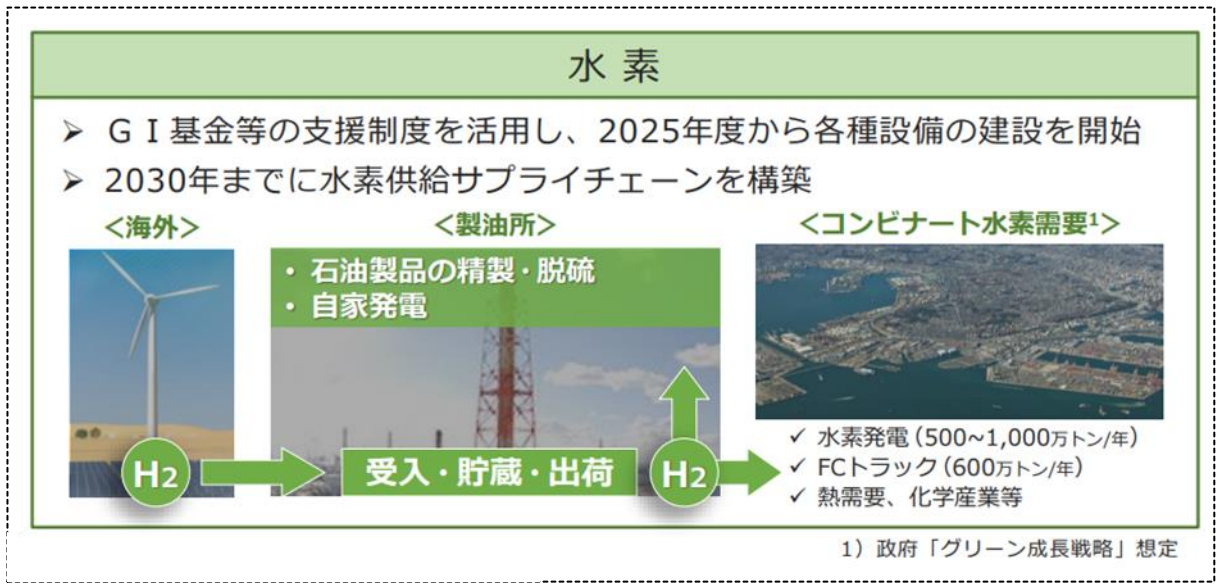 水 素
➢ ＧＩ基金等の支援制度を活用し、2025年度から各種設備の建設を開始
➢ 2030年までに水素供給サプライチェーンを構築
＜海外＞
＜製油所＞
＜コンビナート水素需要¹＞
・ 石油製品の精製・脱硫
・ 自家発電
H2
受入・貯蔵・出荷
H2
✓ 水素発電（500~1,000万トン/年）
✓ FCトラック（600万トン/年）
✓ 熱需要、化学産業等
1）政府「グリーン成長戦略」想定